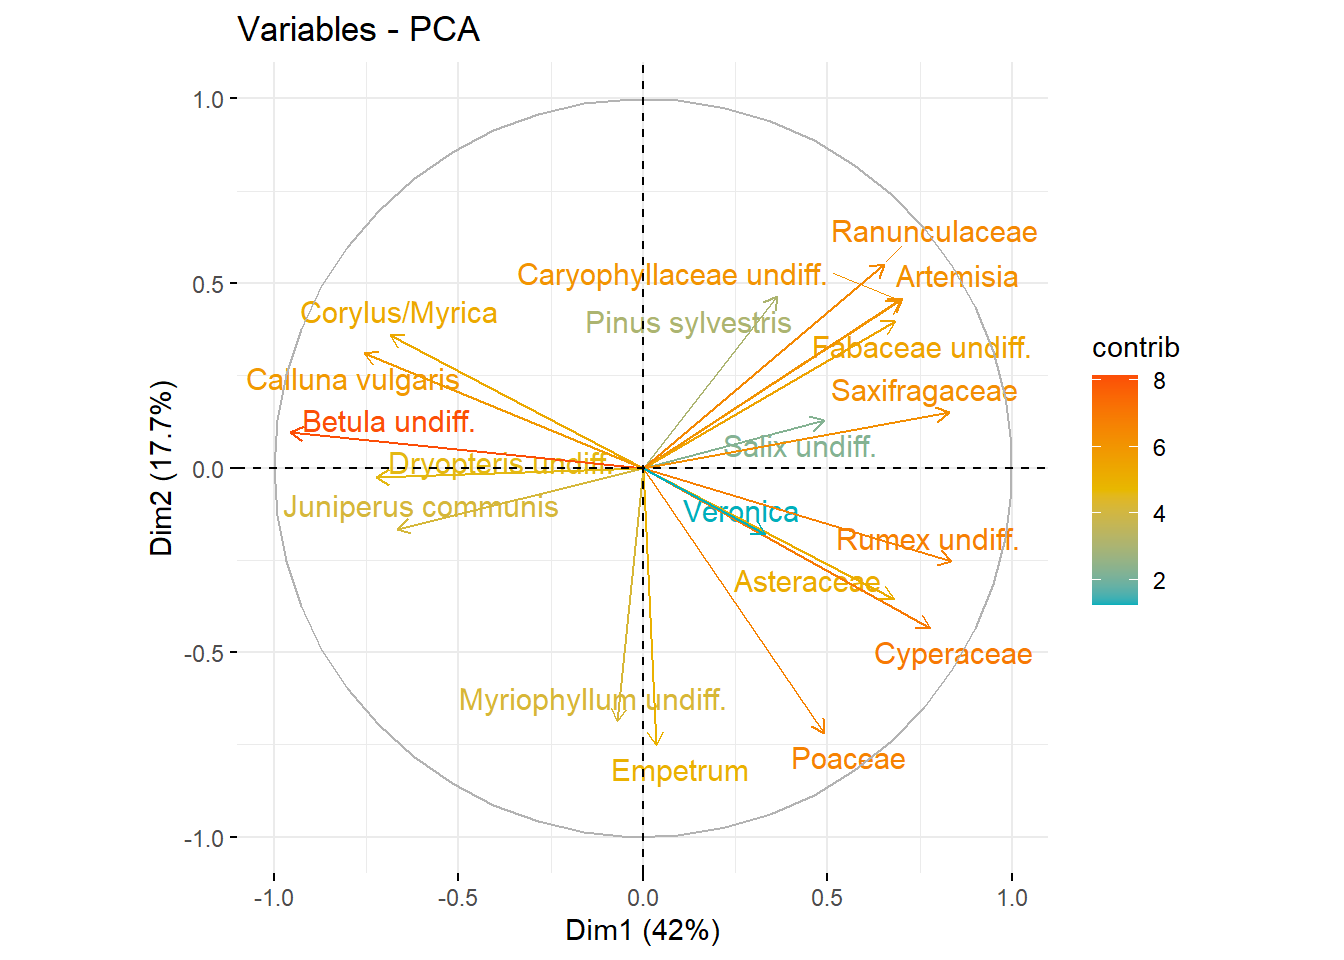 Variables - PCA
1.0
0.5
0.0
-0.5
-1.0
Dim2 (17.7%)
Ranunculaceae
Caryophyllaceae undiff.
Artemisia
Corylus/Myrica
Pinus sylvestris
Fabaceae undiff.
Calluna vulgaris
Saxifragaceae
Betula undiff.
Salix undiff.
Dryopteris undiff.
Juniperus communis
Veronica
Rumex undiff.
Asteraceae
Cyperaceae
Myriophyllum undiff.
Poaceae
Empetrum
-1.0
-0.5
0.0
0.5
1.0
Dim1 (42%)
contrib
8
6
4
2